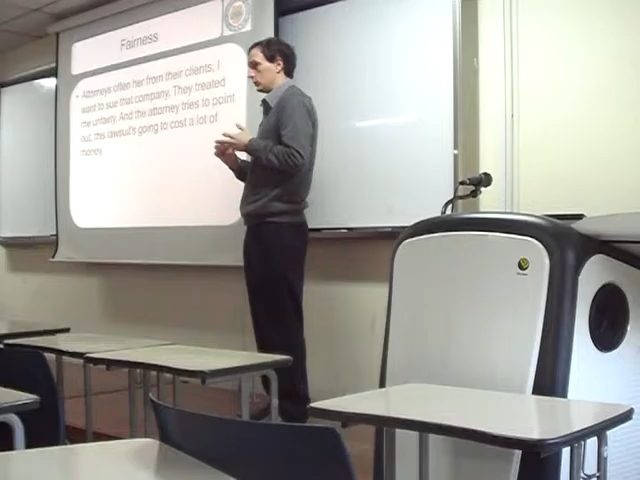 Fairness
• Attorneys often her from their clients, I
want to sue that company. They treated
me unfairly. And the attorney tries to point
out, this lawsuit's going to cost a lot of
money.